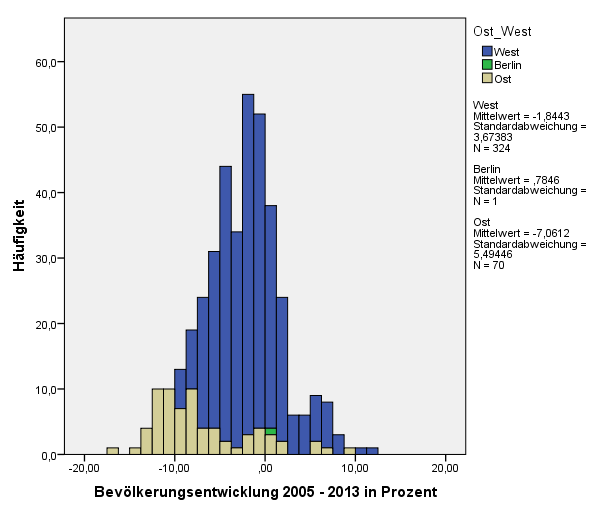 Ost_West
West
Berlin
Ost
West
Mittelwert = -1,8443
Standardabweichung =
3,67383
N = 324
Berlin
Mittelwert = ,7846
Standardabweichung =
N = 1
Ost
Mittelwert = -7,0612
Standardabweichung =
5,49446
N = 70
Häufigkeit
60,0
50,0
40,0
30,0
20,0
10,0
0,0
-20,00 -10,00 ,00 10,00 20,00
Bevölkerungsentwicklung 2005 - 2013 in Prozent